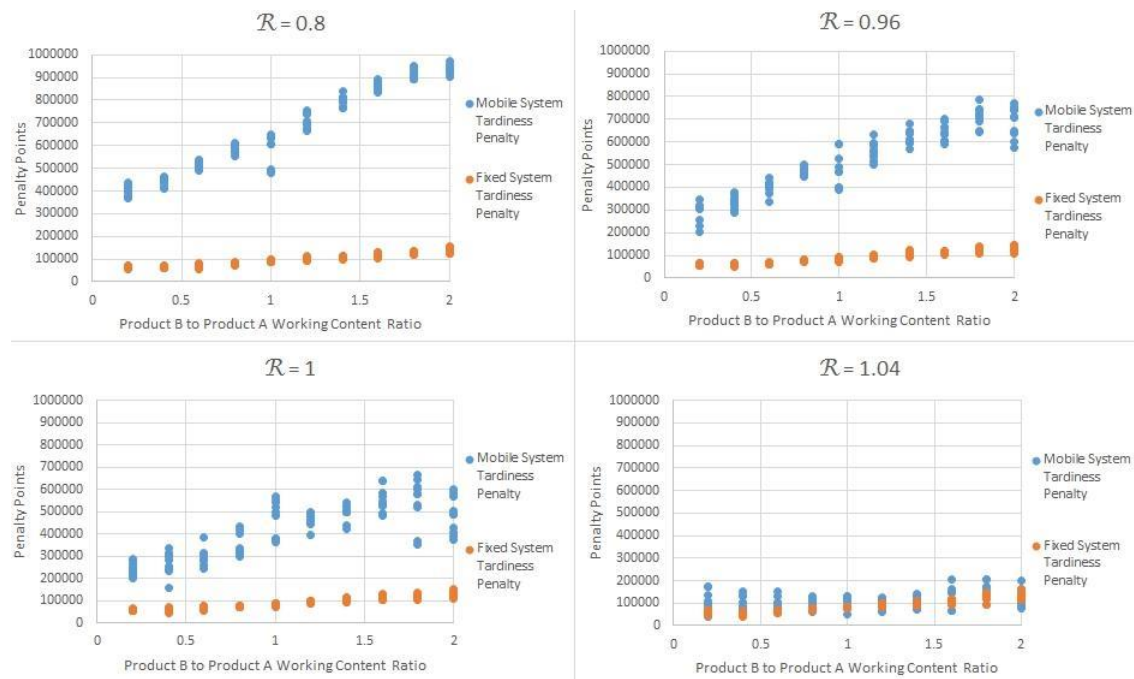 ℛ = 0.8
1000000
900000
800000
700000
600000
500000
400000
300000
200000
100000
0
Penalty Points
0 0.5 1 1.5 2
Product B to Product A Working Content Ratio
Mobile System
Tardiness
Penalty
Fixed System
Tardiness
Penalty
ℛ = 0.96
1000000
900000
800000
700000
600000
500000
400000
300000
200000
100000
0
Penalty Points
0 0.5 1 1.5 2
Product B to Product A Working Content Ratio
Mobile System
Tardiness
Penalty
Fixed System
Tardiness
Penalty
ℛ = 1
1000000
900000
800000
700000
600000
500000
400000
300000
200000
100000
0
Penalty Points
0 0.5 1 1.5 2
Product B to Product A Working Content Ratio
Mobile System
Tardiness
Penalty
Fixed System
Tardiness
Penalty
ℛ = 1.04
1000000
900000
800000
700000
600000
500000
400000
300000
200000
100000
0
Penalty Points
0 0.5 1 1.5 2
Product B to Product A Working Content Ratio
Mobile System
Tardiness
Penalty
Fixed System
Tardiness
Penalty